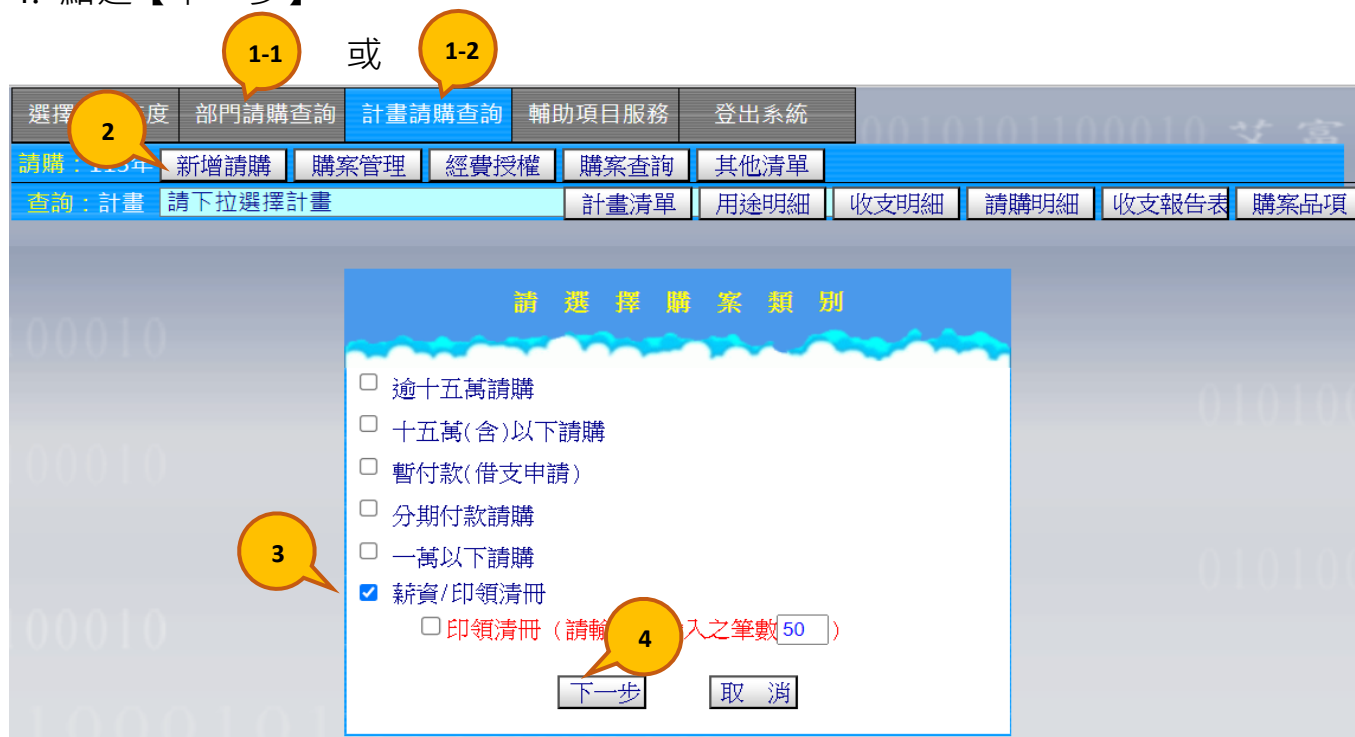 1-1 或 1-2
選擇 度 部門請購查詢 計畫請購查詢 輔助項目服務 登出系統
2
請購： 年 新增請購 購案管理 經費授權 購案查詢 其他清單
查詢：計畫 請下拉選擇計畫 計畫清單 用途明細 收支明細 請購明細 收支報告表 購案品項
請選擇購案類別
逾十五萬請購
十五萬(含)以下請購
暫付款(借支申請)
分期付款請購
3 一萬以下請購
薪資/印領清冊
印領清冊（請輸 4 入之筆數 50 ）
下一步 取 消